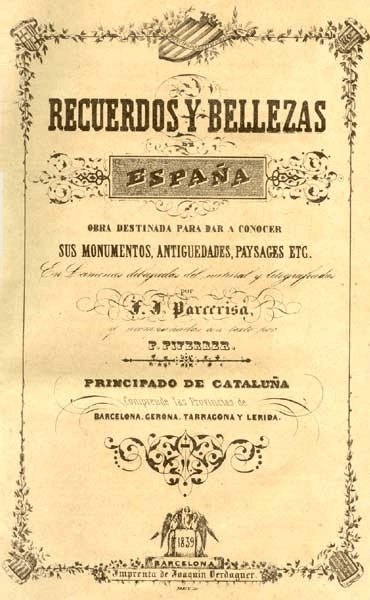 RECUERDOS Y BELLEZAS
DE
ESPAÑA
OBRA DESTINADA PARA DAR A CONOCER
SUS MONUMENTOS, ANTIGUEDADES, PAYSAGES ETC.
En Laminas dibujadas del natural y litografiadas
por
F. J. Parcerisa,
y acompañadas con texto por
P. PIFERRER.
PRINCIPADO DE CATALUÑA
Comprende las Provincias de
BARCELONA, GERONA, TARRAGONA Y LERIDA.
1839
BARCELONA
Imprenta de Joaquin Verdaguer.